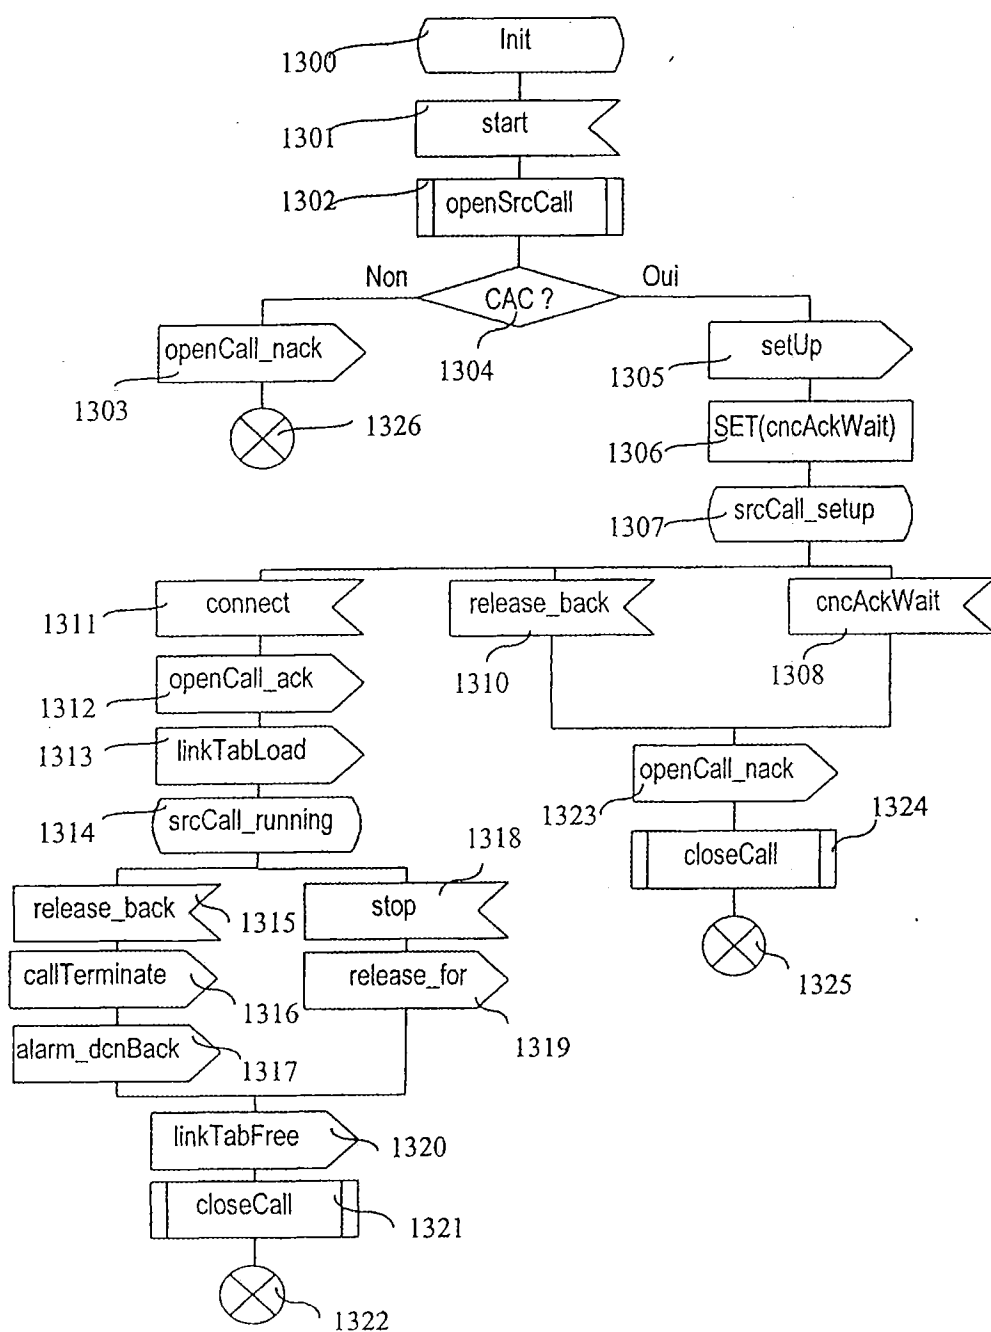 Init
1300
start
1301
openSrcCall
1302
Non
Oui
CAC ?
1304
openCall_nack
1303
setUp
1305
1326
SET(cncAckWait)
1306
srcCall_setup
1307
connect
1311
release_back
1310
cncAckWait
1308
openCall_ack
1312
linkTabLoad
1313
openCall_nack
1323
srcCall_running
1314
1324
closeCall
1318
release_back
1315
stop
callTerminate
1316
release_for
1319
1325
alarm_dcnBack
1317
linkTabFree
1320
closeCall
1321
1322